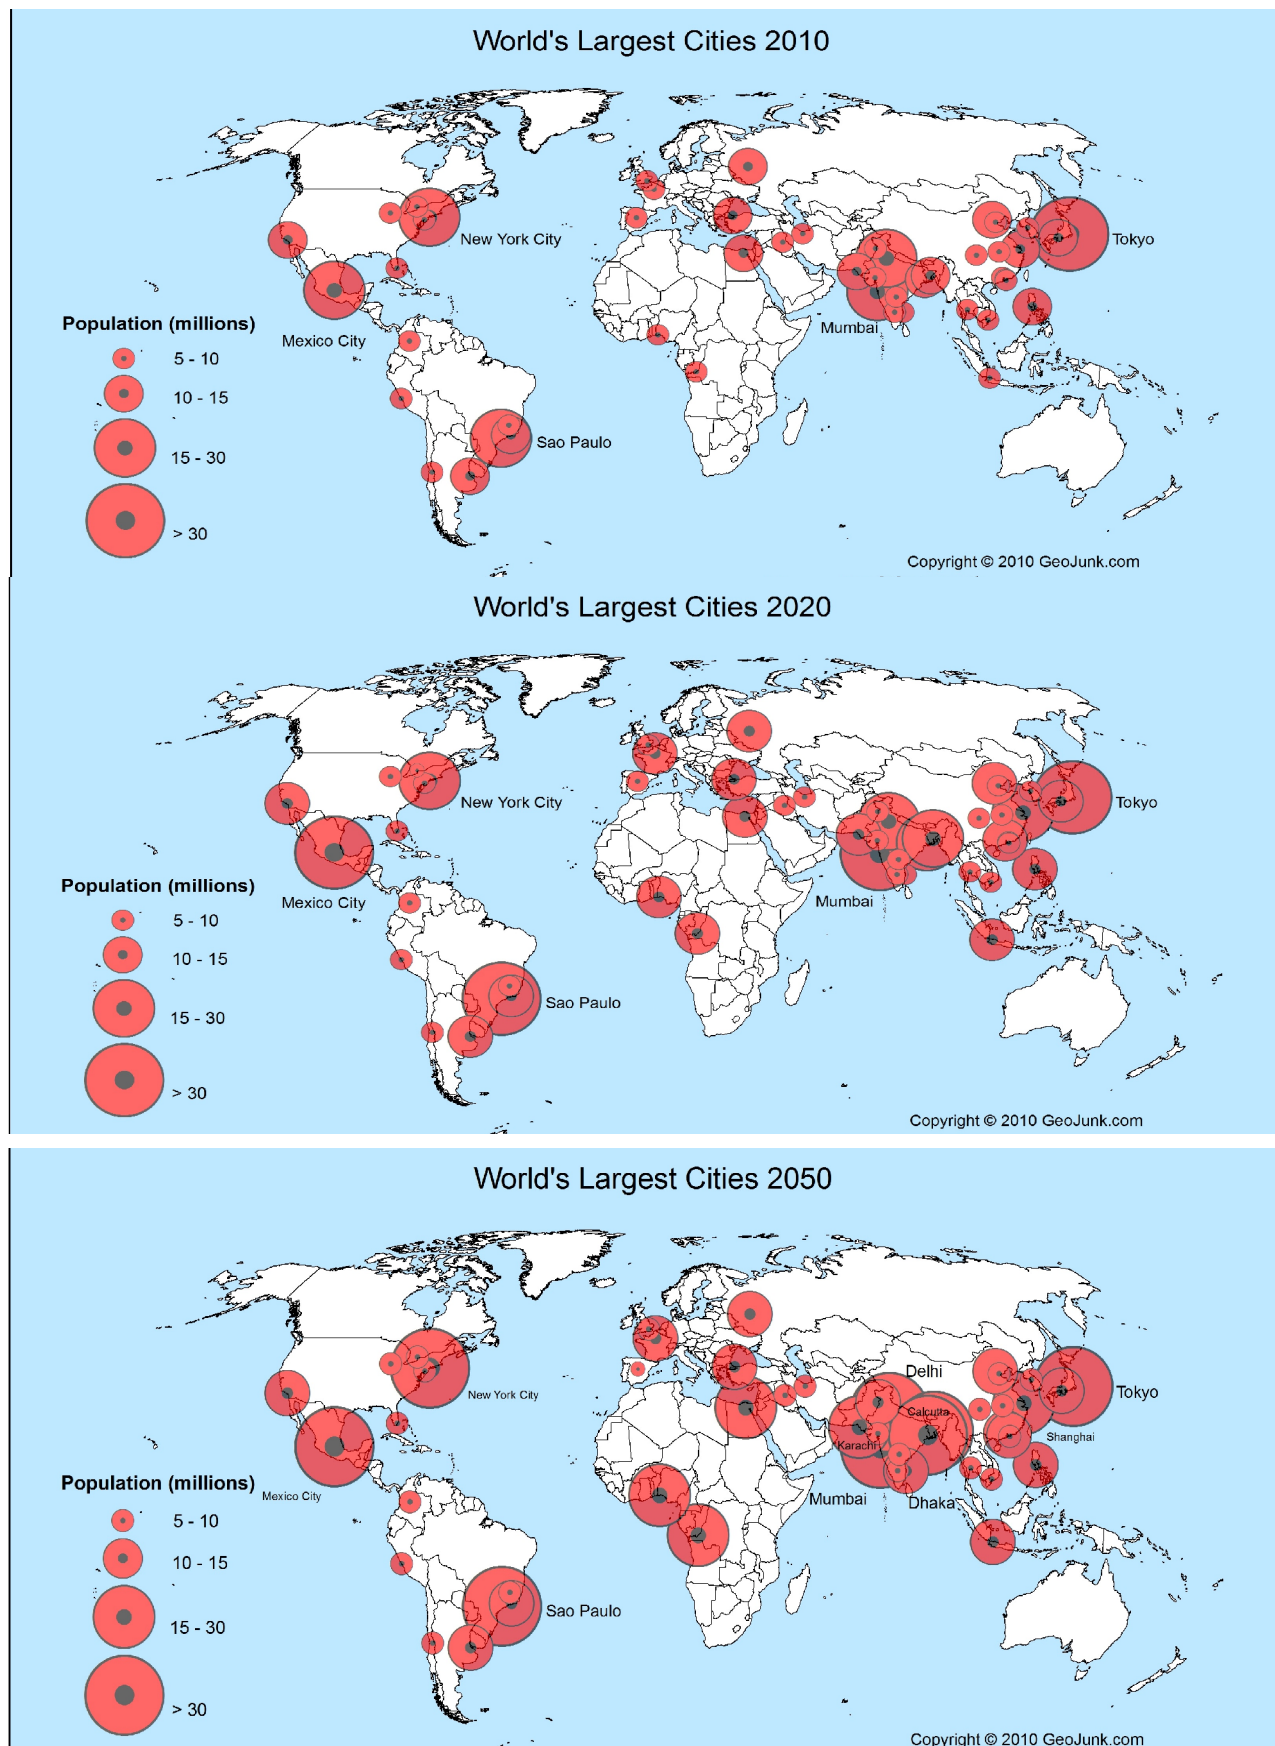 World's Largest Cities 2010
New York City
Tokyo
Population (millions)
Mumbai
Mexico City
5 - 10
10 - 15
Sao Paulo
15 - 30
> 30
Copyright © 2010 GeoJunk.com
World's Largest Cities 2020
New York City
Tokyo
Population (millions)
Mexico City
Mumbai
5 - 10
10 - 15
Sao Paulo
15 - 30
> 30
Copyright © 2010 GeoJunk.com
World's Largest Cities 2050
Delhi
New York City
Tokyo
Calcutta
Shanghai
Karachi
Population (millions)
Mexico City
Mumbai
Dhaka
5 - 10
10 - 15
Sao Paulo
15 - 30
> 30
Copyright © 2010 GeoJunk.com